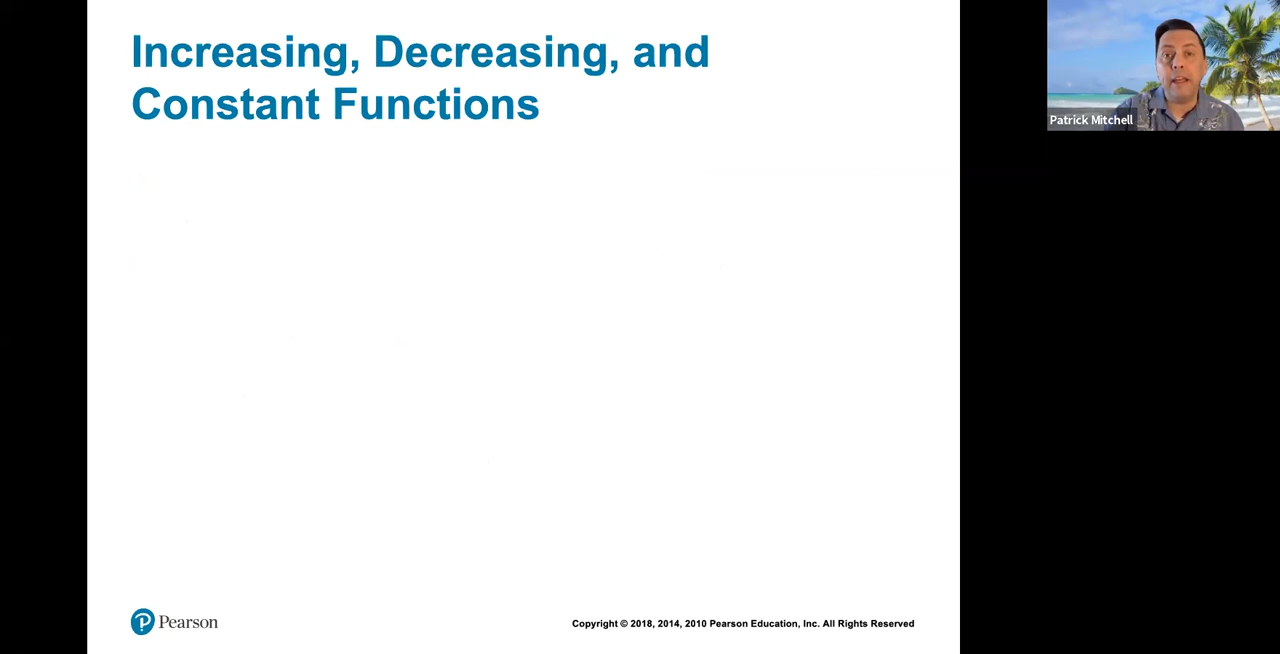 Increasing, Decreasing, and
Constant Functions
Patrick Mitchell
Pearson
Copyright © 2018, 2014, 2010 Pearson Education, Inc. All Rights Reserved